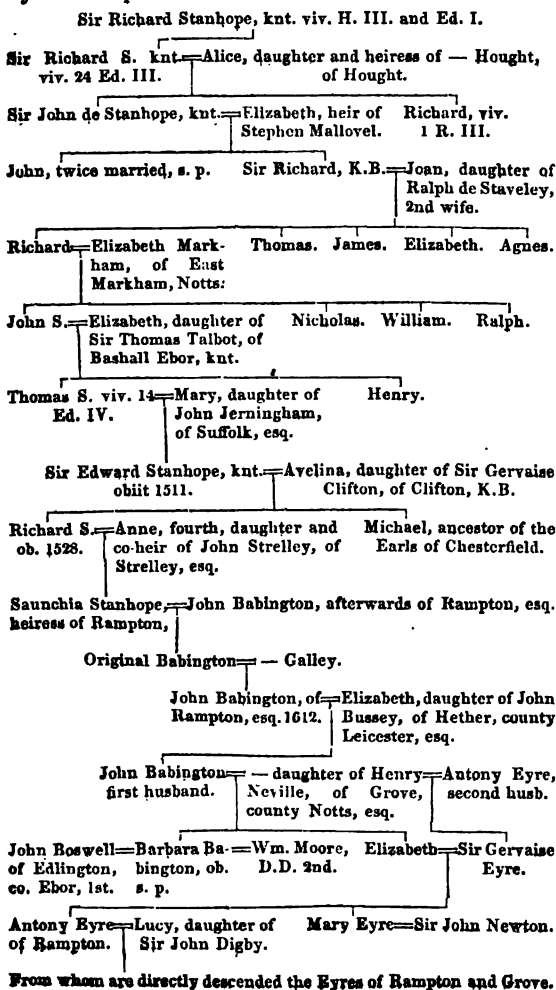 Sir Richard Stanhope, knt. viv. H. III. and Ed. I.
Sir Richard S. knt.=Alice, daughter and heiress of — Hought,
viv. 24 Ed. III. of Hought.
Sir John de Stanhope, knt.=Elizabeth, heir of Richard, viv.
Stephen Mallovel. 1 R. III.
John, twice married, s. p. Sir Richard, K.B.=Joan, daughter of
Ralph de Staveley,
2nd wife.
Richard=Elizabeth Mark- Thomas. James. Elizabeth. Agnes.
ham, of East
Markham, Notts:
John S.=Elizabeth, daughter of Nicholas. William. Ralph.
Sir Thomas Talbot, of
Bashall Ebor, knt.
Thomas S. viv. 14=Mary, daughter of Henry.
Ed. IV. John Jerningham,
of Suffolk, esq.
Sir Edward Stanhope, knt.=Avelina, daughter of Sir Gervaise
obiit 1511. Clifton, of Clifton, K.B.
Richard S.=Anne, fourth, daughter and Michael, ancestor of the
ob. 1528. co-heir of John Strelley, of Earls of Chesterfield.
Strelley, esq.
Saunchia Stanhope,=John Babington, afterwards of Rampton, esq.
heiress of Rampton,
Original Babington=— Galley.
John Babington, of=Elizabeth, daughter of John
Rampton, esq. 1612. Bussey, of Hether, county
Leicester, esq.
John Babington=— daughter of Henry=Antony Eyre,
first husband. Neville, of Grove, second husb.
county Notts, esq.
John Boswell=Barbara Ba-=Wm. Moore, Elizabeth=Sir Gervaise
of Edlington, bington, ob. D.D. 2nd. Eyre.
co. Ebor, 1st. s. p.
Antony Eyre=Lucy, daughter of Mary Eyre=Sir John Newton.
of Rampton. Sir John Digby.
From whom are directly descended the Eyres of Rampton and Grove.